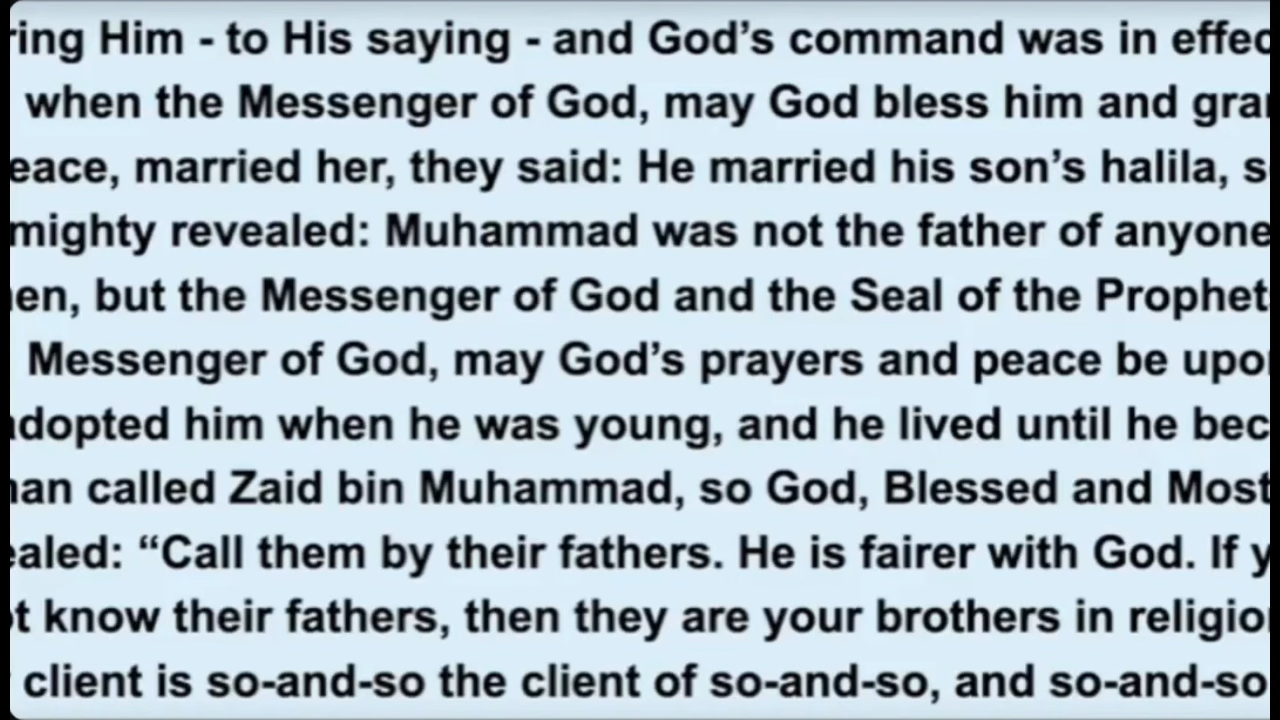 ring Him - to His saying - and God’s command was in effec
when the Messenger of God, may God bless him and gra
eace, married her, they said: He married his son’s halila, s
mighty revealed: Muhammad was not the father of anyone
en, but the Messenger of God and the Seal of the Prophet
Messenger of God, may God’s prayers and peace be upo
adopted him when he was young, and he lived until he bec
an called Zaid bin Muhammad, so God, Blessed and Most
ealed: “Call them by their fathers. He is fairer with God. If y
t know their fathers, then they are your brothers in religio
client is so-and-so the client of so-and-so, and so-and-so